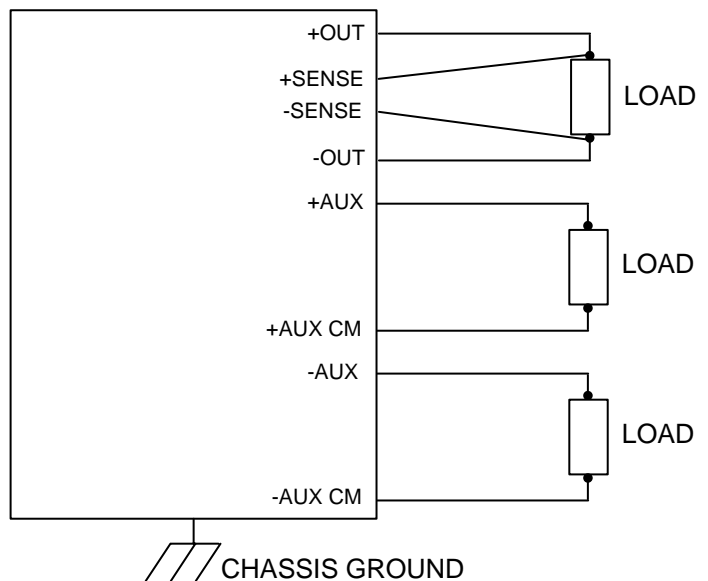 +OUT
+SENSE
-SENSE
LOAD
-OUT
+AUX
LOAD
+AUX CM
-AUX
LOAD
-AUX CM
CHASSIS GROUND